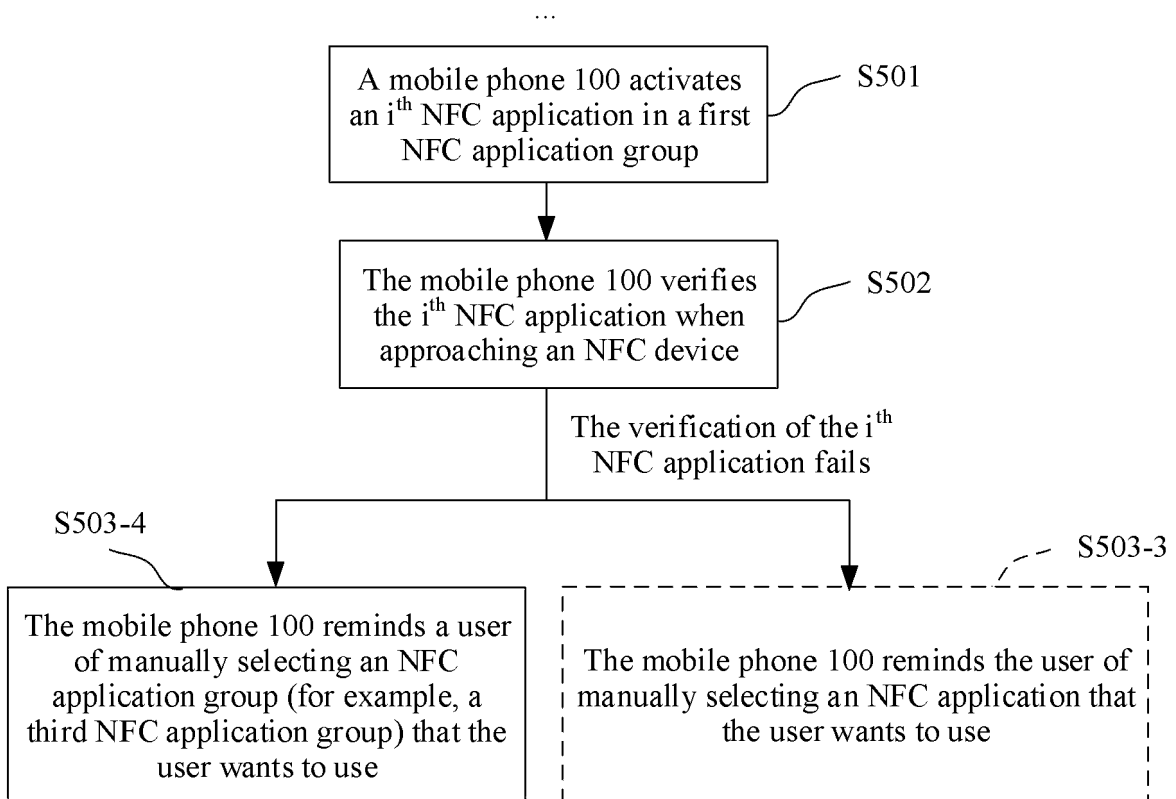 ...
A mobile phone 100 activates
an ith NFC application in a first
NFC application group
S501
The mobile phone 100 verifies
the ith NFC application when
approaching an NFC device
S502
The verification of the ith
NFC application fails
S503-4
S503-3
The mobile phone 100 reminds a user
of manually selecting an NFC
application group (for example, a
third NFC application group) that the
user wants to use
The mobile phone 100 reminds the user of
manually selecting an NFC application that
the user wants to use